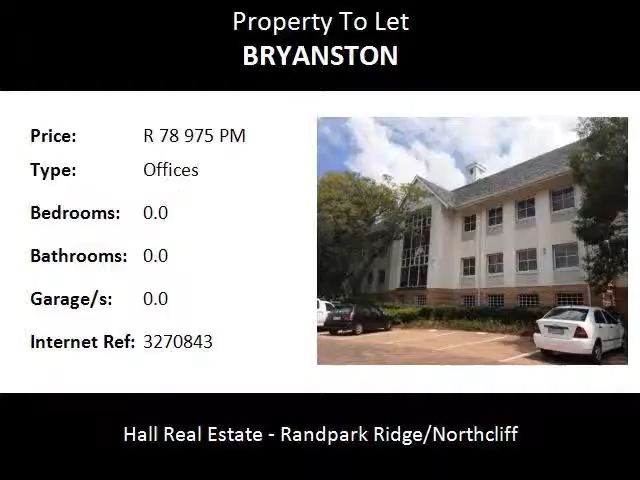 Property To Let
BRYANSTON
Price: R 78 975 PM
Type: Offices
Bedrooms: 0.0
Bathrooms: 0.0
Garage/s: 0.0
Internet Ref: 3270843
Hall Real Estate - Randpark Ridge/Northcliff